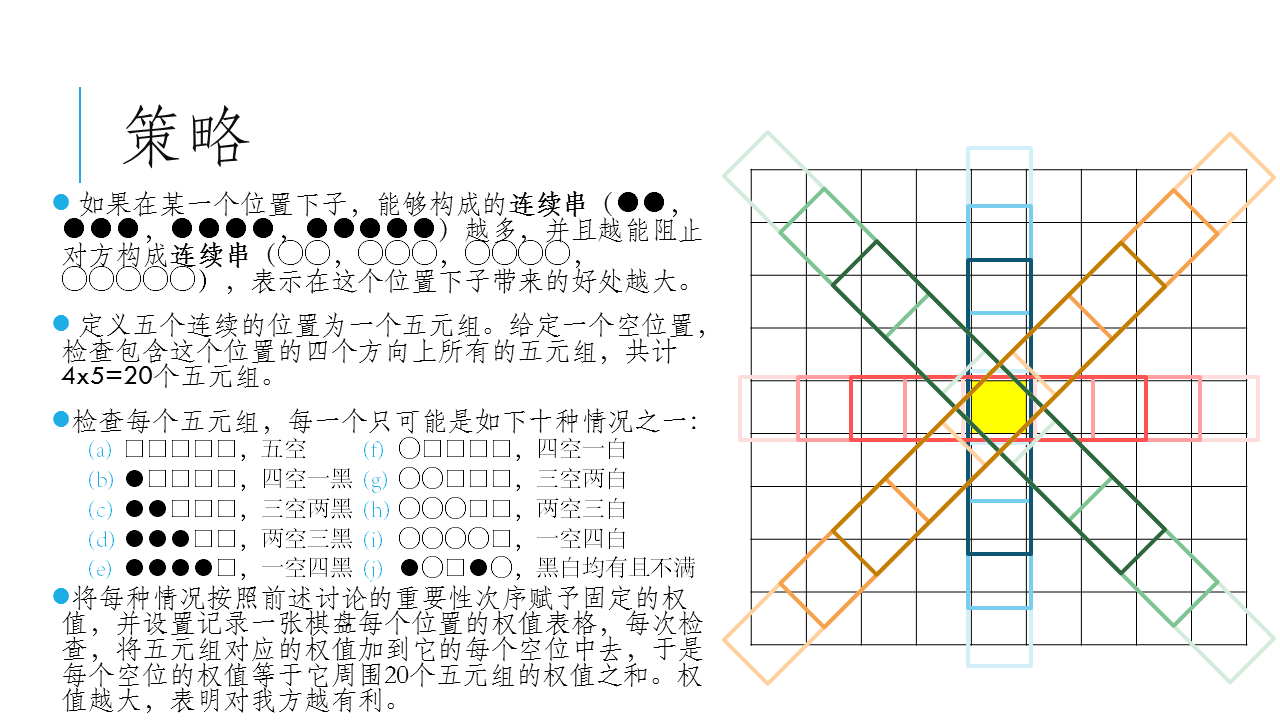 策略
如果在某一个位置下子，能够构成的连续串（●●，
●●●，●●●●，●●●●●）越多，并且越能阻止
对方构成连续串（○○，○○○，○○○○，
○○○○○），表示在这个位置下子带来的好处越大。
定义五个连续的位置为一个五元组。给定一个空位置，
检查包含这个位置的四个方向上所有的五元组，共计
4x5=20个五元组。
检查每个五元组，每一个只可能是如下十种情况之一：
(a) □□□□□，五空 (f) ○□□□□，四空一白
(b) ●□□□□，四空一黑 (g) ○○□□□，三空两白
(c) ●●□□□，三空两黑 (h) ○○○□□，两空三白
(d) ●●●□□，两空三黑 (i) ○○○○□，一空四白
(e) ●●●●□，一空四黑 (j) ●○□●○，黑白均有且不满
将每种情况按照前述讨论的重要性次序赋予固定的权
值，并设置记录一张棋盘每个位置的权值表格，每次检
查，将五元组对应的权值加到它的每个空位中去，于是
每个空位的权值等于它周围20个五元组的权值之和。权
值越大，表明对我方越有利。